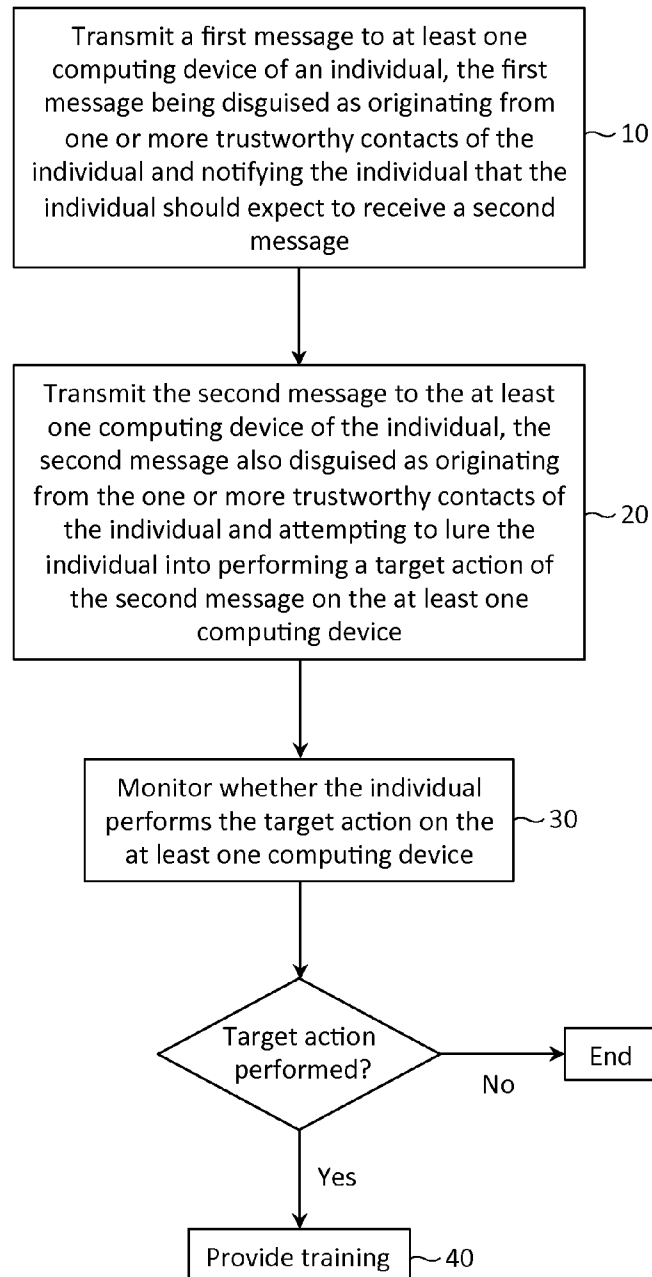 Transmit a first message to at least one
computing device of an individual, the first
message being disguised as originating from
one or more trustworthy contacts of the
individual and notifying the individual that the
individual should expect to receive a second
message
10
Transmit the second message to the at least
one computing device of the individual, the
second message also disguised as originating
from the one or more trustworthy contacts of
the individual and attempting to lure the
individual into performing a target action of
the second message on the at least one
computing device
20
Monitor whether the individual
performs the target action on the
at least one computing device
30
Target action
performed?
No
End
Yes
Provide training
40